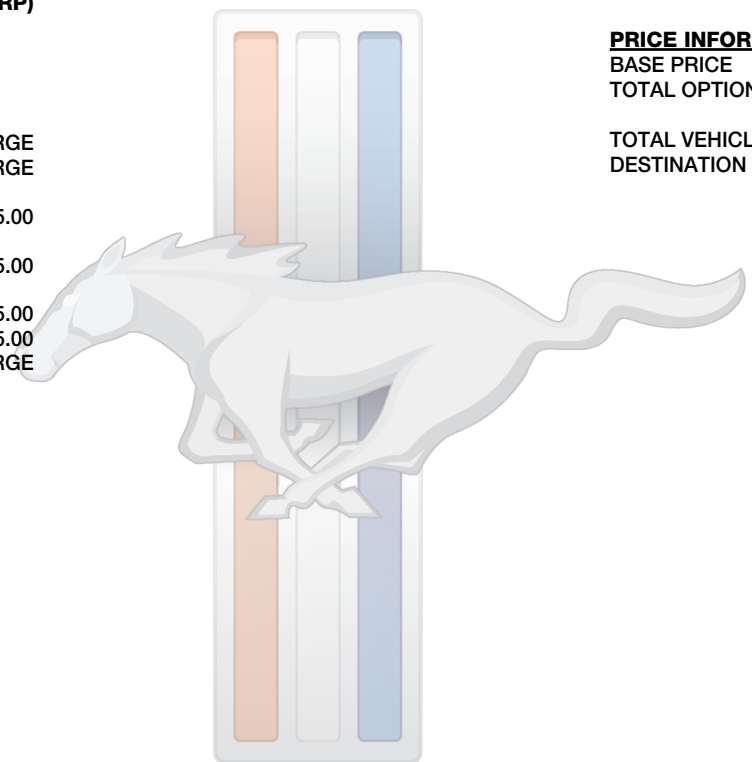 RP)
RGE
RGE
5.00
5.00
5.00
5.00
RGE
PRICE INFOR
BASE PRICE
TOTAL OPTION
TOTAL VEHICL
DESTINATION